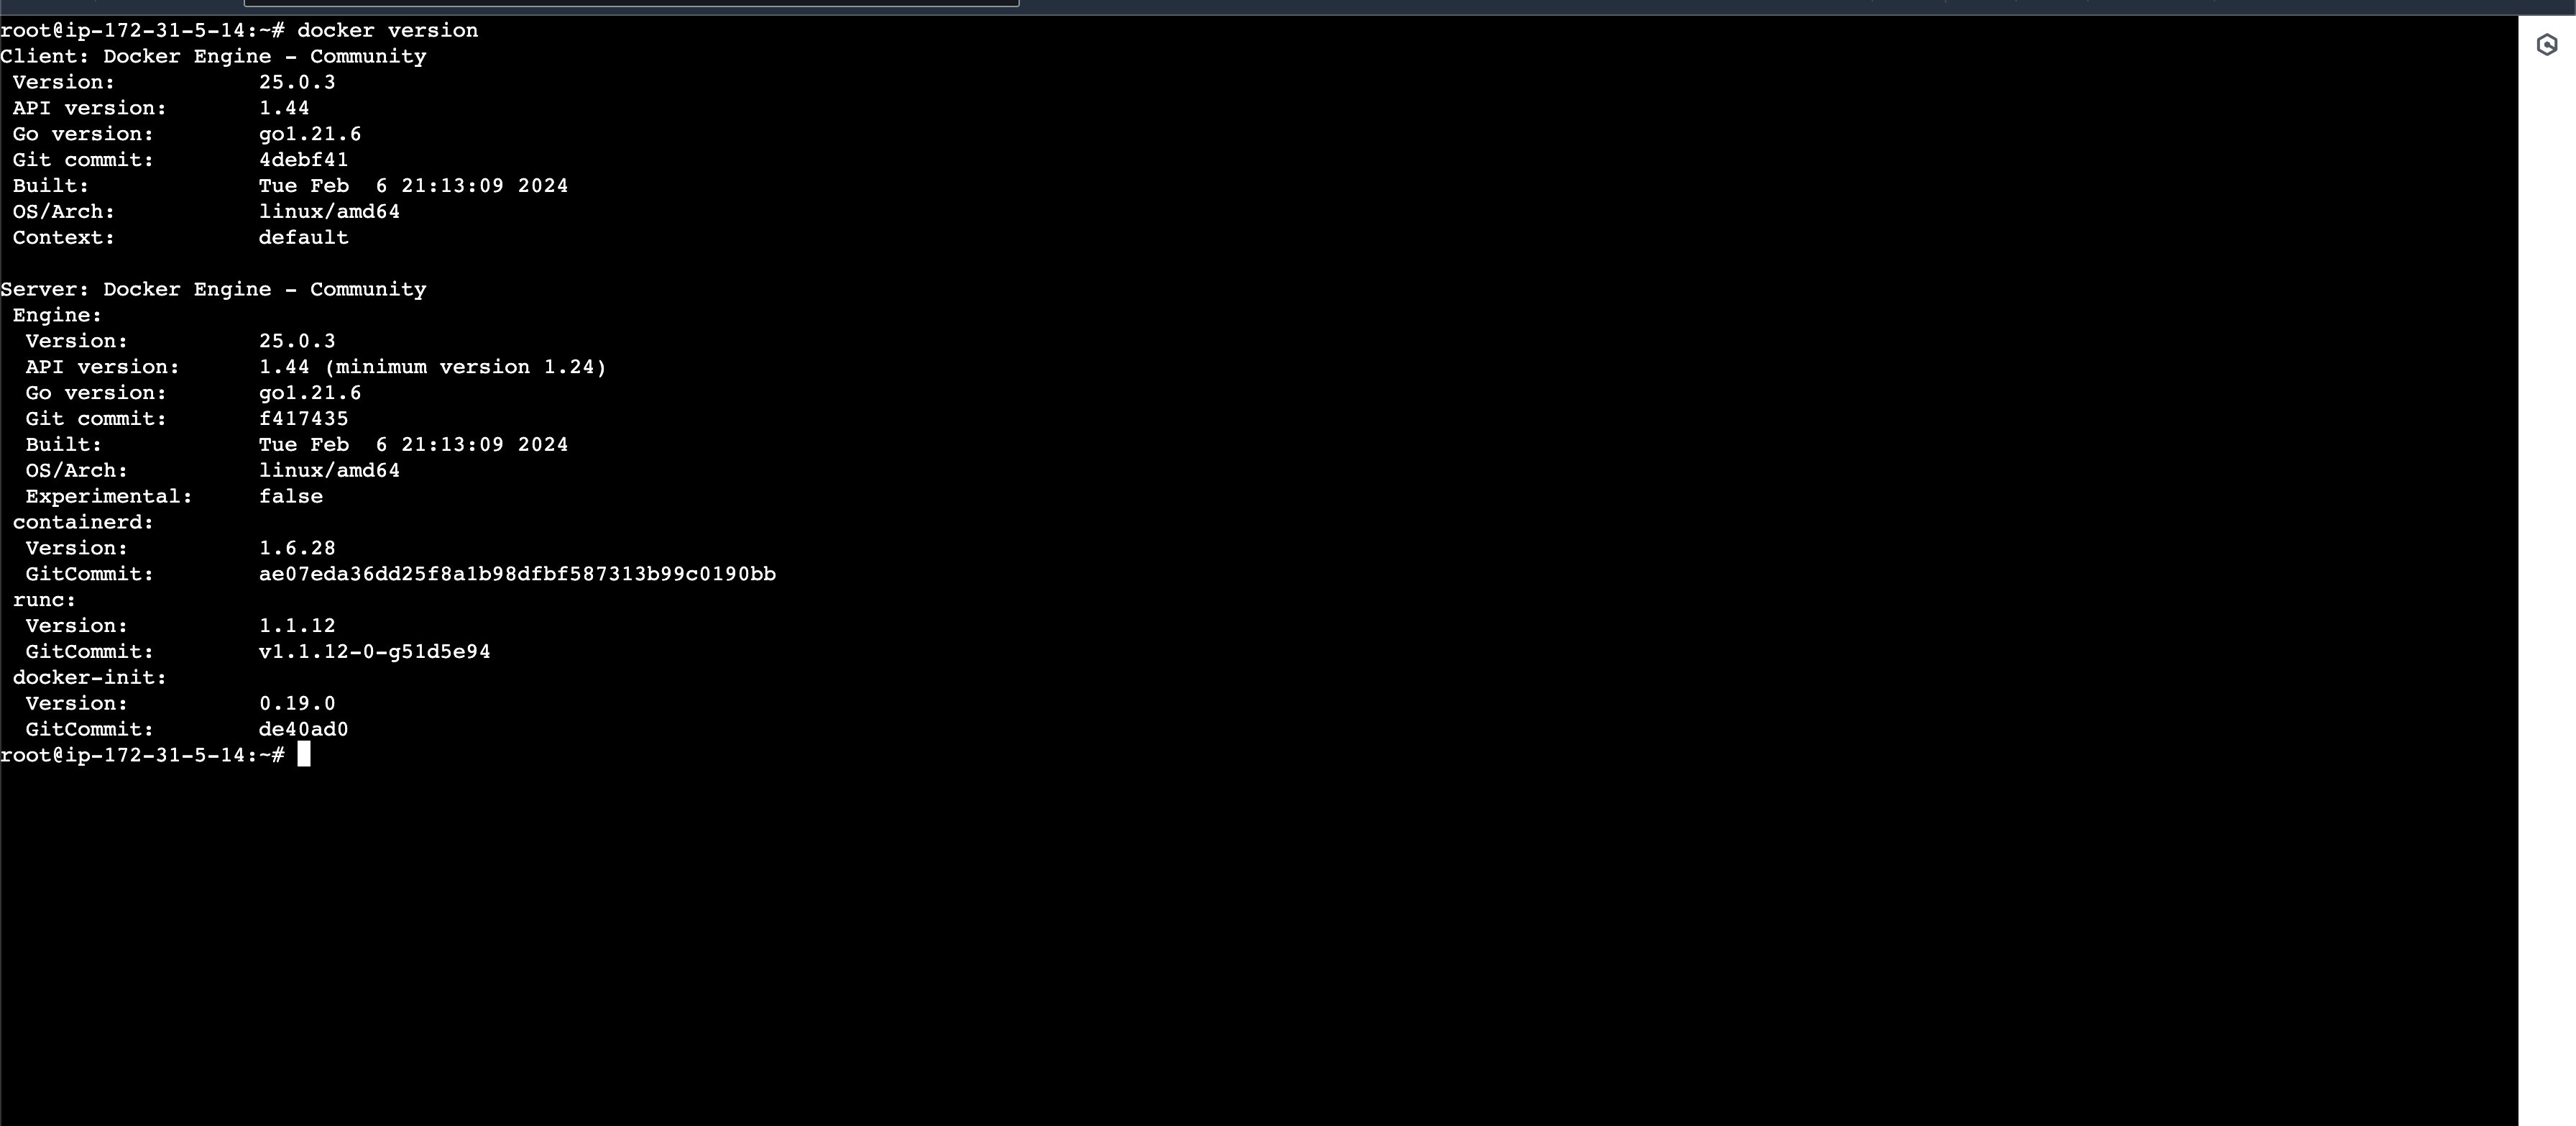 root@ip-172-31-5-14:~# docker version
Client: Docker Engine - Community
 Version:           25.0.3
 API version:       1.44
 Go version:        go1.21.6
 Git commit:        4debf41
 Built:             Tue Feb  6 21:13:09 2024
 OS/Arch:           linux/amd64
 Context:           default

Server: Docker Engine - Community
 Engine:
  Version:          25.0.3
  API version:      1.44 (minimum version 1.24)
  Go version:       go1.21.6
  Git commit:       f417435
  Built:            Tue Feb  6 21:13:09 2024
  OS/Arch:          linux/amd64
  Experimental:     false
 containerd:
  Version:          1.6.28
  GitCommit:        ae07eda36dd25f8a1b98dfbf587313b99c0190bb
 runc:
  Version:          1.1.12
  GitCommit:        v1.1.12-0-g51d5e94
 docker-init:
  Version:          0.19.0
  GitCommit:        de40ad0
root@ip-172-31-5-14:~#